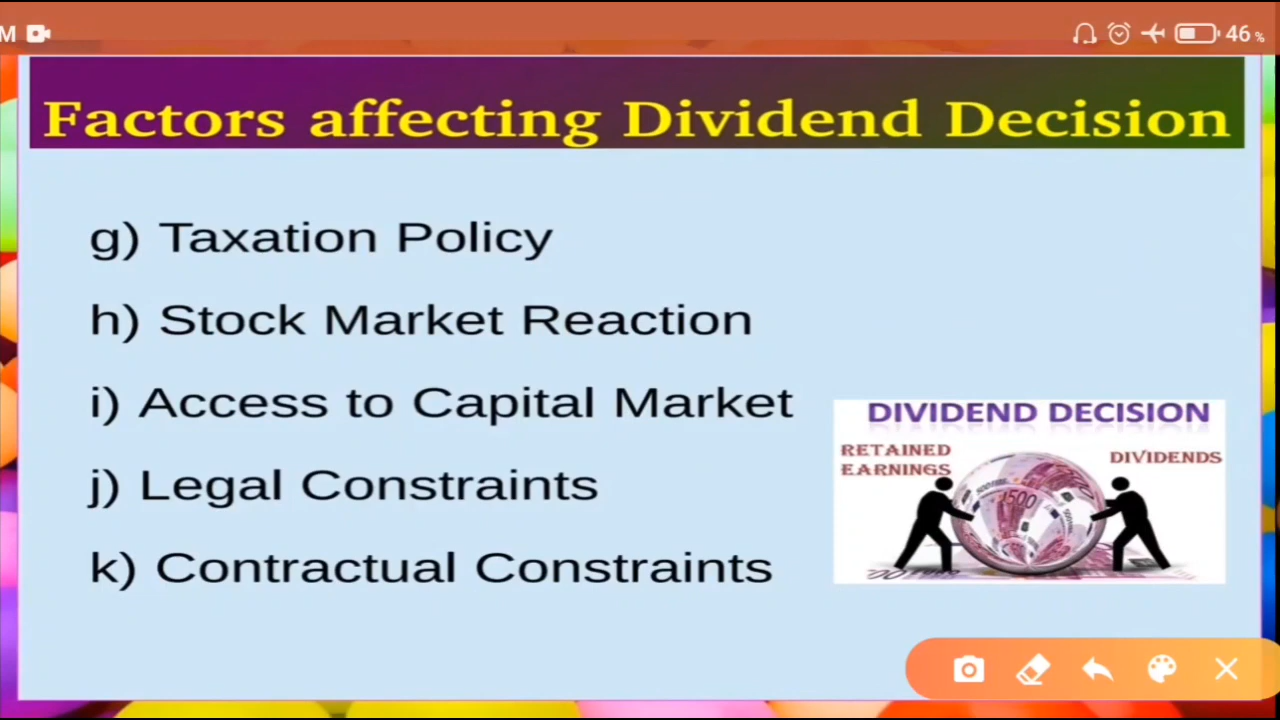 M
46%
Factors affecting Dividend Decision
g) Taxation Policy
h) Stock Market Reaction
i) Access to Capital Market
j) Legal Constraints
k) Contractual Constraints
DIVIDEND DECISION
RETAINED
EARNINGS
DIVIDENDS
500